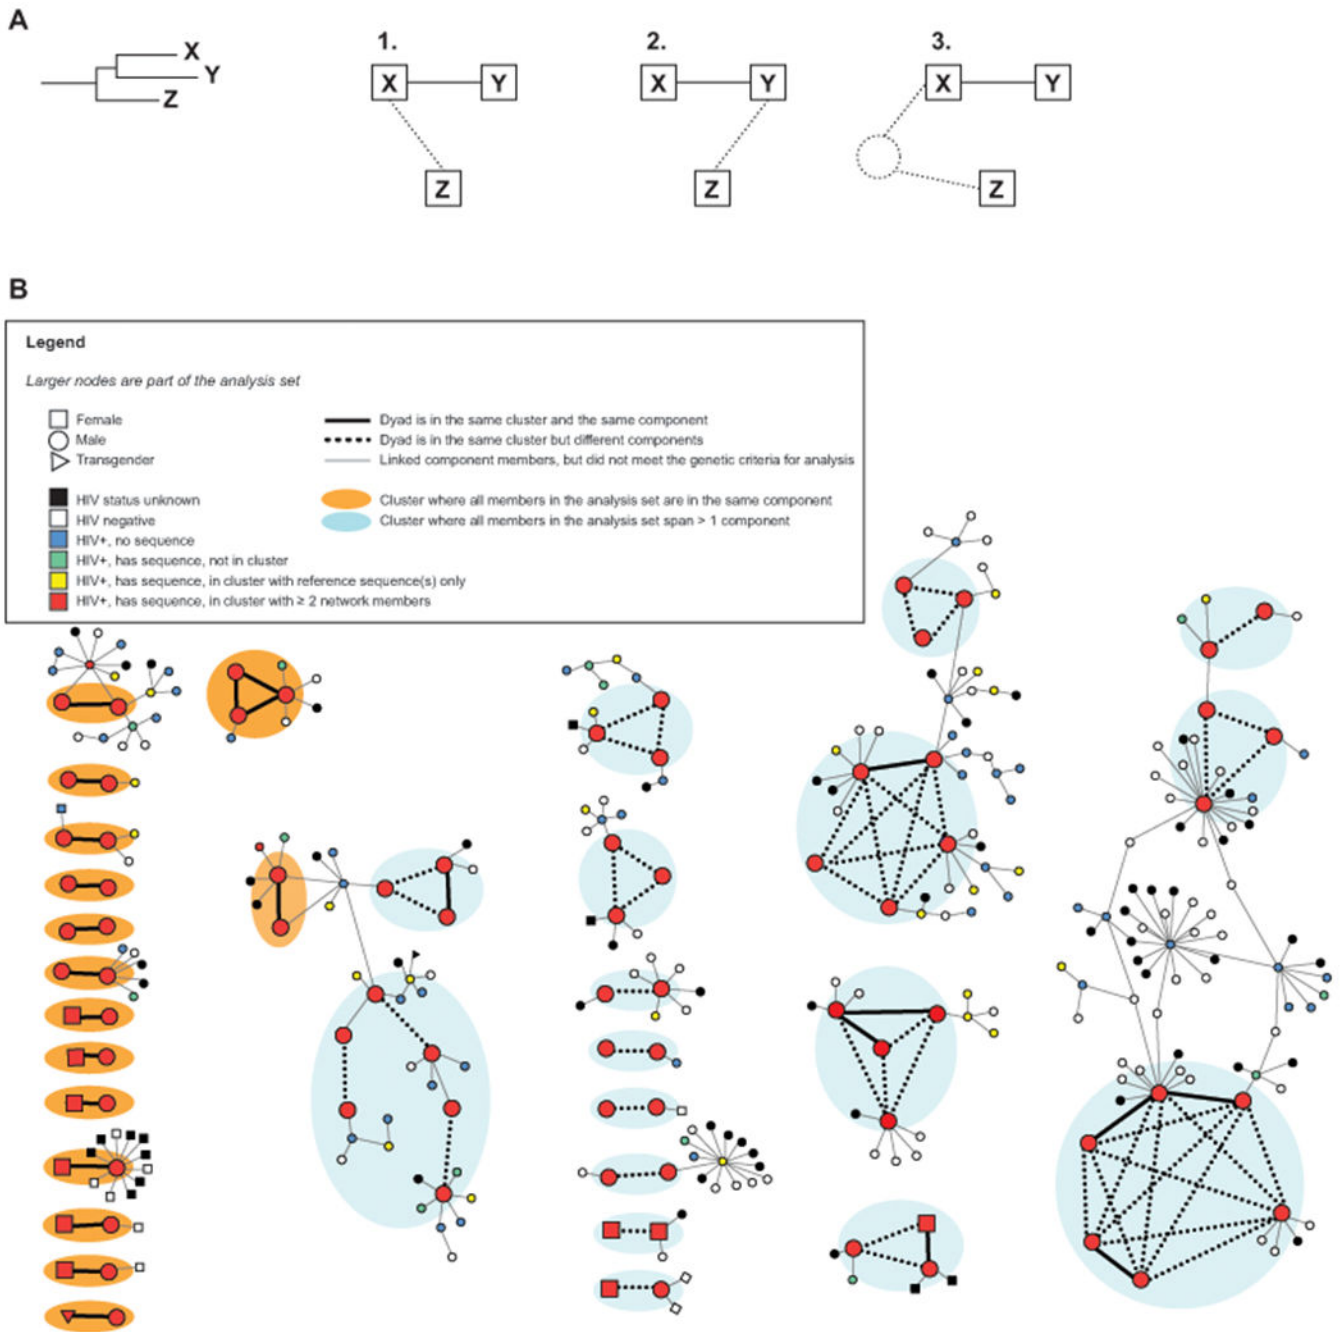 A
X
Y
Z
1.
X
Y
Z
2.
X
Y
Z
3.
X
Y
Z
B
Legend
Larger nodes are part of the analysis set
Female
Male
Transgender
HIV status unknown
HIV negative
HIV+, no sequence
HIV+, has sequence, not in cluster
HIV+, has sequence, in cluster with reference sequence(s) only
HIV+, has sequence, in cluster with ≥ 2 network members
Dyad is in the same cluster and the same component
Dyad is in the same cluster but different components
Linked component members, but did not meet the genetic criteria for analysis
Cluster where all members in the analysis set are in the same component
Cluster where all members in the analysis set span > 1 component